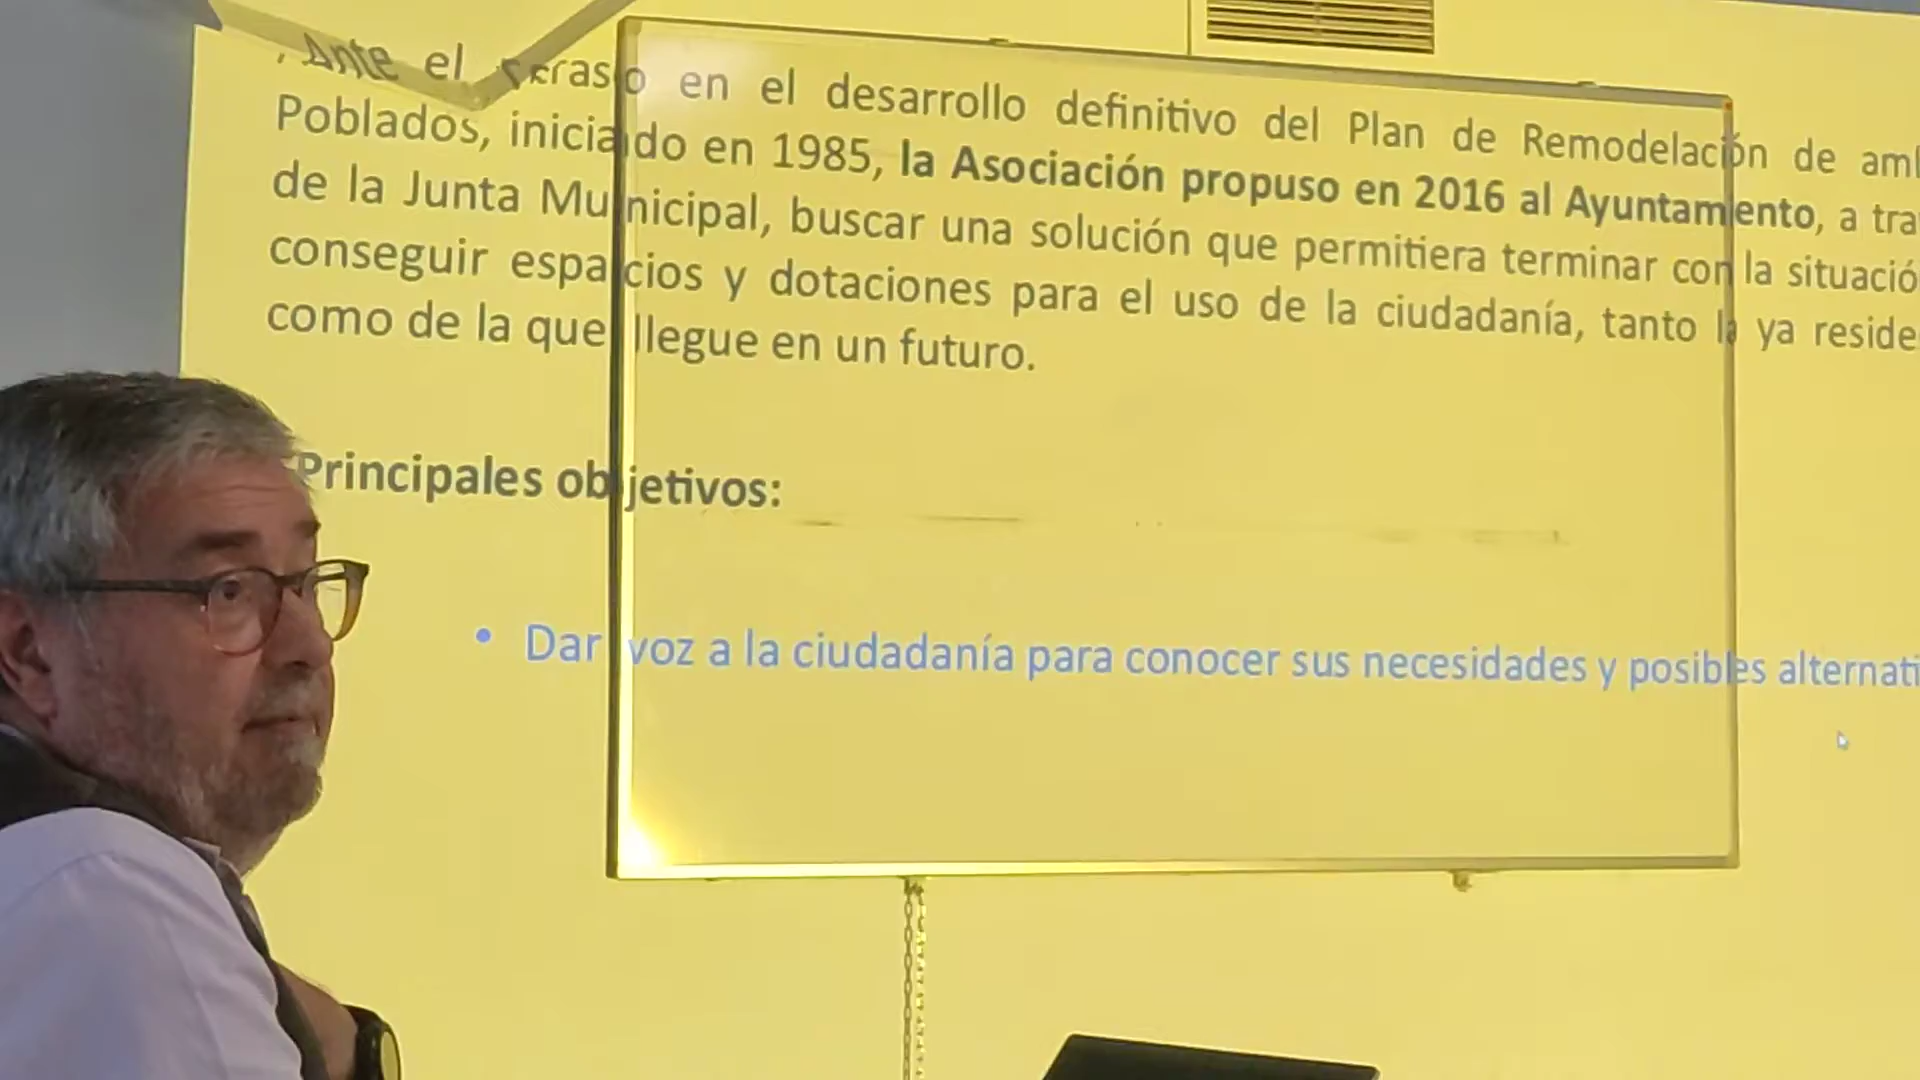 Ante el retraso en el desarrollo definitivo del Plan de Remodelación de am
Poblados, iniciado en 1985, la Asociación propuso en 2016 al Ayuntamiento, a tra
de la Junta Municipal, buscar una solución que permitiera terminar con la situació
conseguir espacios y dotaciones para el uso de la ciudadanía, tanto la ya reside
como de la que llegue en un futuro.
Principales objetivos:
• Dar voz a la ciudadanía para conocer sus necesidades y posibles alternati